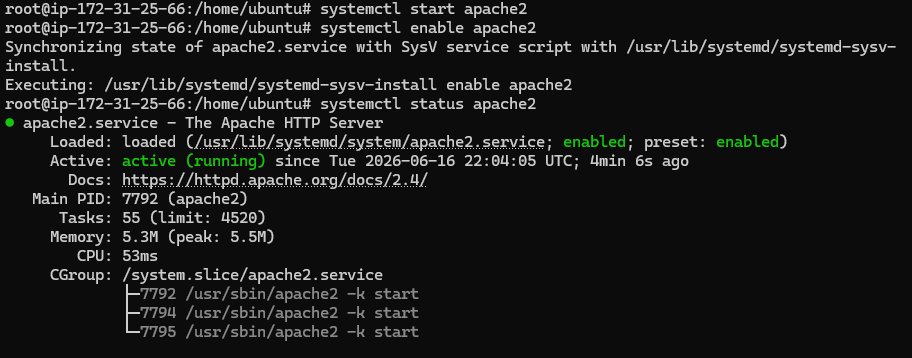 root@ip-172-31-25-66:/home/ubuntu# systemctl start apache2
root@ip-172-31-25-66:/home/ubuntu# systemctl enable apache2
Synchronizing state of apache2.service with SysV service script with /usr/lib/systemd/systemd-sysv-
install.
Executing: /usr/lib/systemd/systemd-sysv-install enable apache2
root@ip-172-31-25-66:/home/ubuntu# systemctl status apache2
● apache2.service - The Apache HTTP Server
     Loaded: loaded (/usr/lib/systemd/system/apache2.service; enabled; preset: enabled)
     Active: active (running) since Tue 2026-06-16 22:04:05 UTC; 4min 6s ago
       Docs: https://httpd.apache.org/docs/2.4/
   Main PID: 7792 (apache2)
      Tasks: 55 (limit: 4520)
     Memory: 5.3M (peak: 5.5M)
        CPU: 53ms
     CGroup: /system.slice/apache2.service
             ├─7792 /usr/sbin/apache2 -k start
             ├─7794 /usr/sbin/apache2 -k start
             └─7795 /usr/sbin/apache2 -k start